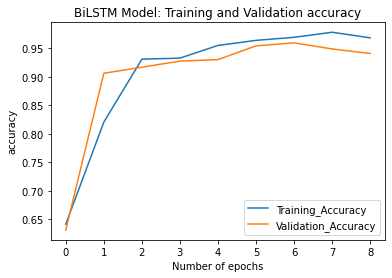 BiLSTM Model: Training and Validation accuracy
accuracy
0.95
0.90
0.85
0.80
0.75
0.70
0.65
Training_Accuracy
Validation_Accuracy
0 1 2 3 4 5 6 7 8
Number of epochs